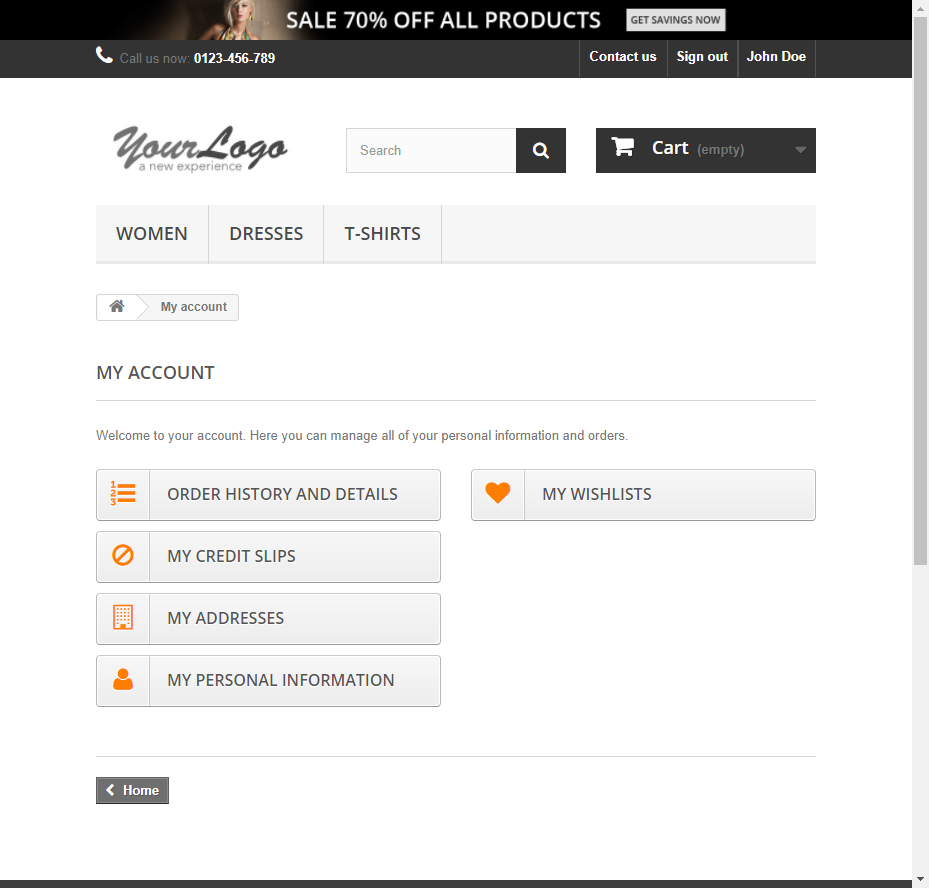 SALE 70% OFF ALL PRODUCTS GET SAVINGS NOW
Call us now: 0123-456-789 Contact us Sign out John Doe
YourLogo
a new experience
Search
Cart (empty)
WOMEN DRESSES T-SHIRTS
My account
MY ACCOUNT
Welcome to your account. Here you can manage all of your personal information and orders.
1 2 3 ORDER HISTORY AND DETAILS
MY WISHLISTS
MY CREDIT SLIPS
MY ADDRESSES
MY PERSONAL INFORMATION
Home